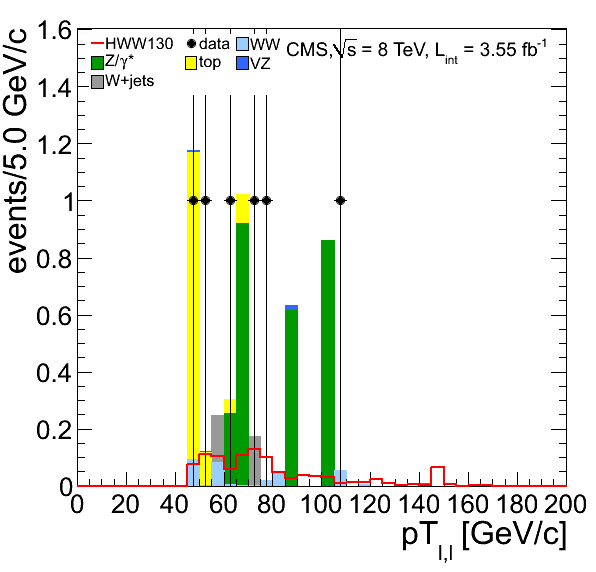 events/5.0 GeV/c
HWW130 data WW
Z/γ* top VZ
W+jets
CMS,√s = 8 TeV, L_int = 3.55 fb⁻¹
1.6
1.4
1.2
1
0.8
0.6
0.4
0.2
0
0 20 40 60 80 100 120 140 160 180 200
pT_l,l [GeV/c]